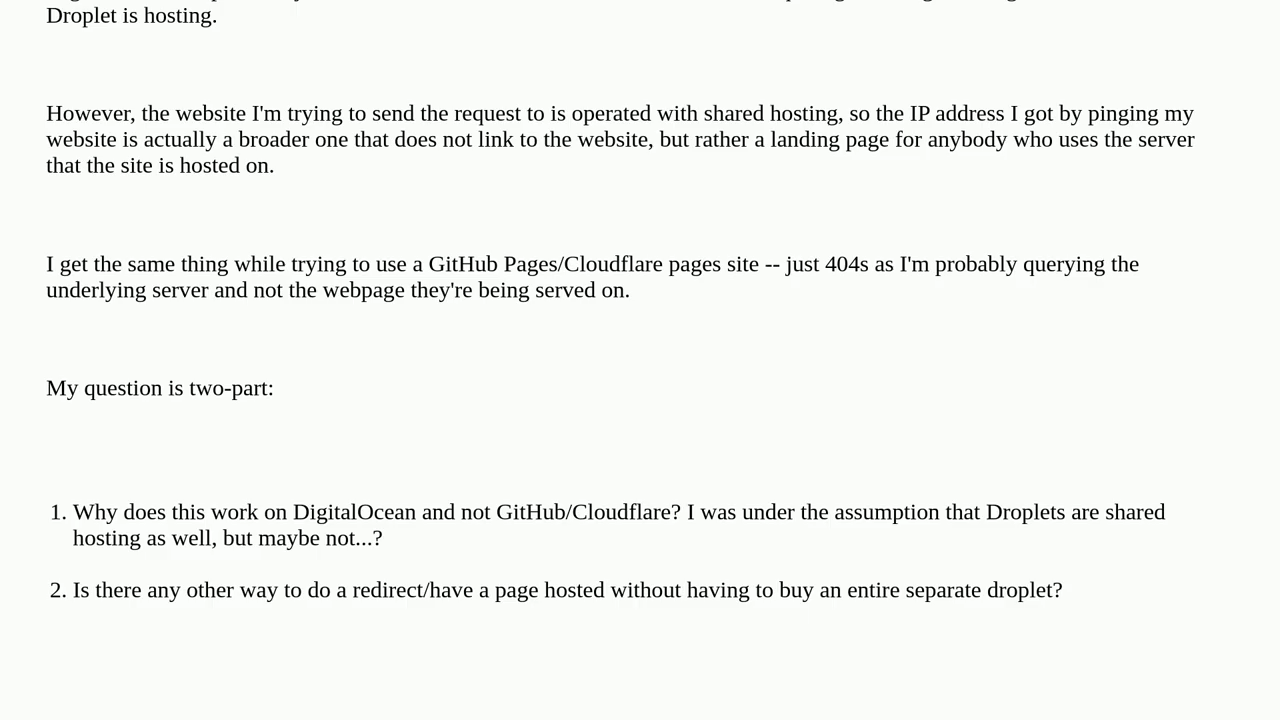 Droplet is hosting.
However, the website I'm trying to send the request to is operated with shared hosting, so the IP address I got by pinging my
website is actually a broader one that does not link to the website, but rather a landing page for anybody who uses the server
that the site is hosted on.
I get the same thing while trying to use a GitHub Pages/Cloudflare pages site -- just 404s as I'm probably querying the
underlying server and not the webpage they're being served on.
My question is two-part:
1. Why does this work on DigitalOcean and not GitHub/Cloudflare? I was under the assumption that Droplets are shared
hosting as well, but maybe not...?
2. Is there any other way to do a redirect/have a page hosted without having to buy an entire separate droplet?